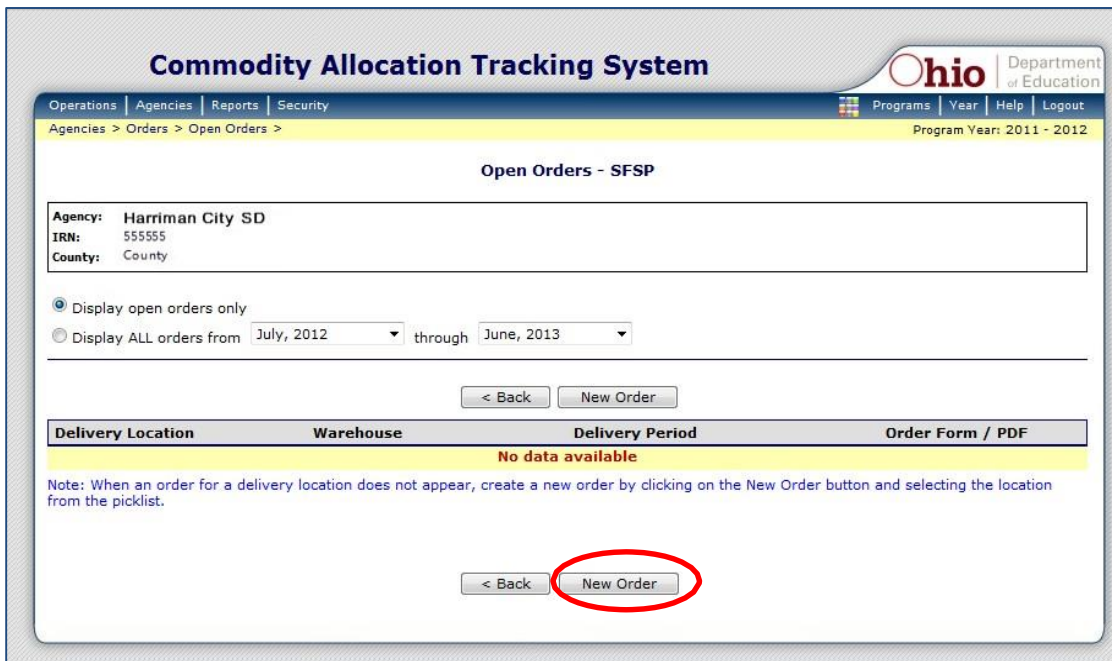 Commodity Allocation Tracking System
Ohio Department of Education
Operations | Agencies | Reports | Security Programs | Year | Help | Logout
Agencies > Orders > Open Orders > Program Year: 2011 - 2012
Open Orders - SFSP
Agency: Harriman City SD
IRN: 555555
County: County
Display open orders only
Display ALL orders from July, 2012 through June, 2013
< Back New Order
Delivery Location Warehouse Delivery Period Order Form / PDF
No data available
Note: When an order for a delivery location does not appear, create a new order by clicking on the New Order button and selecting the location
from the picklist.
< Back New Order